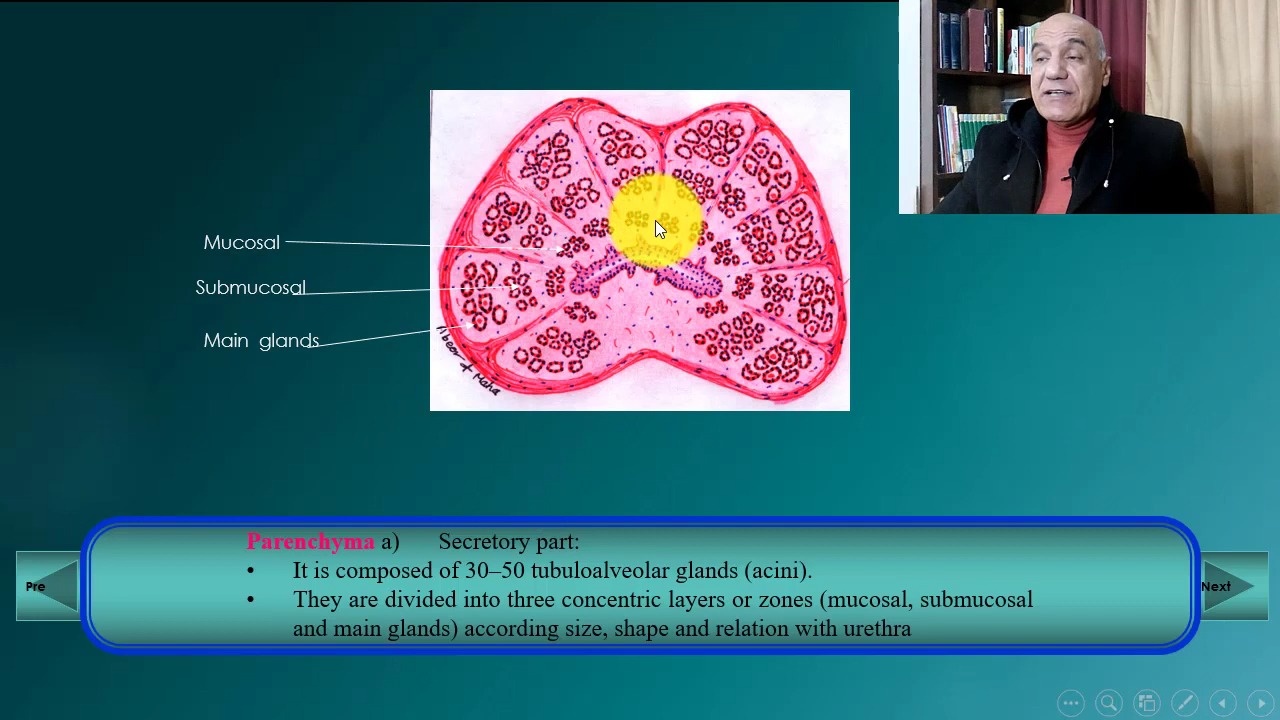 Mucosal
Submucosal
Main glands
Abeer & Maha
Parenchyma a) Secretory part:
• It is composed of 30–50 tubuloalveolar glands (acini).
• They are divided into three concentric layers or zones (mucosal, submucosal
and main glands) according size, shape and relation with urethra
Pre
Next